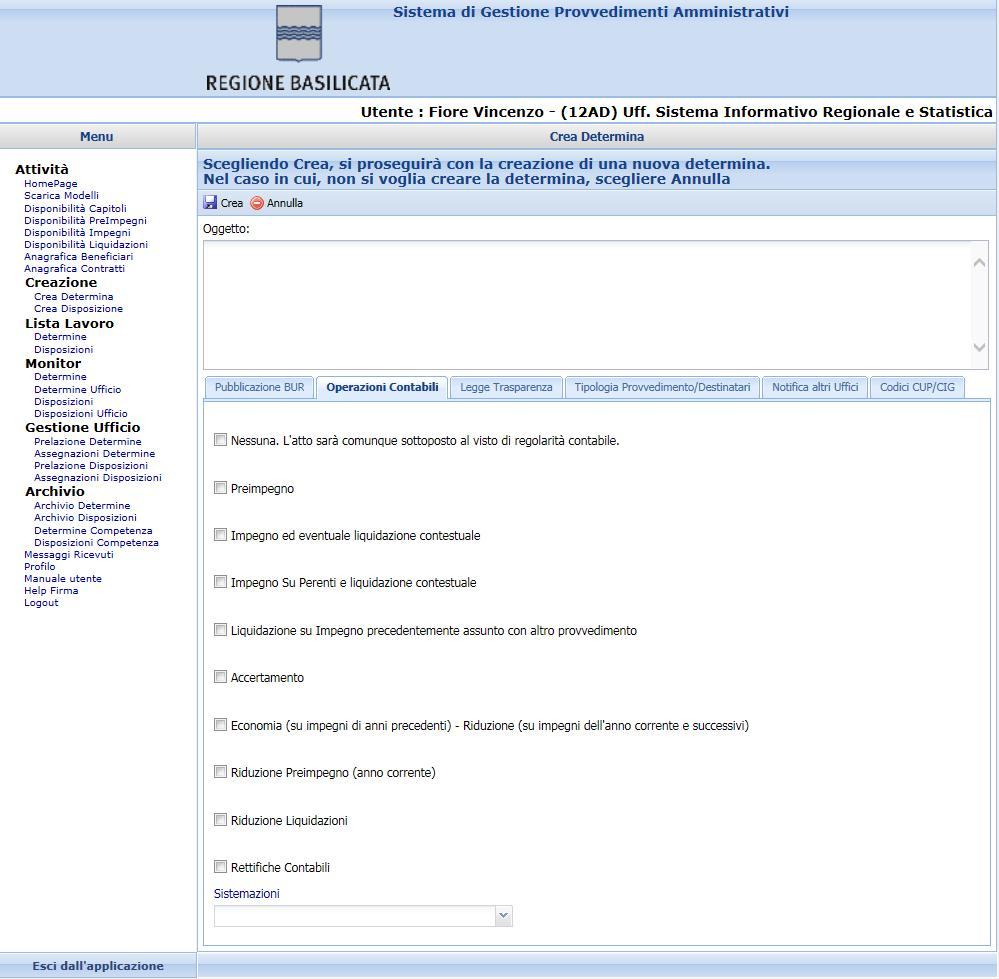 Sistema di Gestione Provvedimenti Amministrativi
REGIONE BASILICATA
Utente : Fiore Vincenzo - (12AD) Uff. Sistema Informativo Regionale e Statistica
Menu
Attività
HomePage
Scarica Modelli
Disponibilità Capitoli
Disponibilità PreImpegni
Disponibilità Impegni
Disponibilità Liquidazioni
Anagrafica Beneficiari
Anagrafica Contratti
Creazione
Crea Determina
Crea Disposizione
Lista Lavoro
Determine
Disposizioni
Monitor
Determine
Determine Ufficio
Disposizioni
Disposizioni Ufficio
Gestione Ufficio
Prelazione Determine
Assegnazioni Determine
Prelazione Disposizioni
Assegnazioni Disposizioni
Archivio
Archivio Determine
Archivio Disposizioni
Determine Competenza
Disposizioni Competenza
Messaggi Ricevuti
Profilo
Manuale utente
Help Firma
Logout
Esci dall'applicazione
Crea Determina
Scegliendo Crea, si proseguirà con la creazione di una nuova determina.
Nel caso in cui, non si voglia creare la determina, scegliere Annulla
Crea Annulla
Oggetto:
Pubblicazione BUR Operazioni Contabili Legge Trasparenza Tipologia Provvedimento/Destinatari Notifica altri Uffici Codici CUP/CIG
Nessuna. L'atto sarà comunque sottoposto al visto di regolarità contabile.
Preimpegno
Impegno ed eventuale liquidazione contestuale
Impegno Su Perenti e liquidazione contestuale
Liquidazione su Impegno precedentemente assunto con altro provvedimento
Accertamento
Economia (su impegni di anni precedenti) - Riduzione (su impegni dell'anno corrente e successivi)
Riduzione Preimpegno (anno corrente)
Riduzione Liquidazioni
Rettifiche Contabili
Sistemazioni